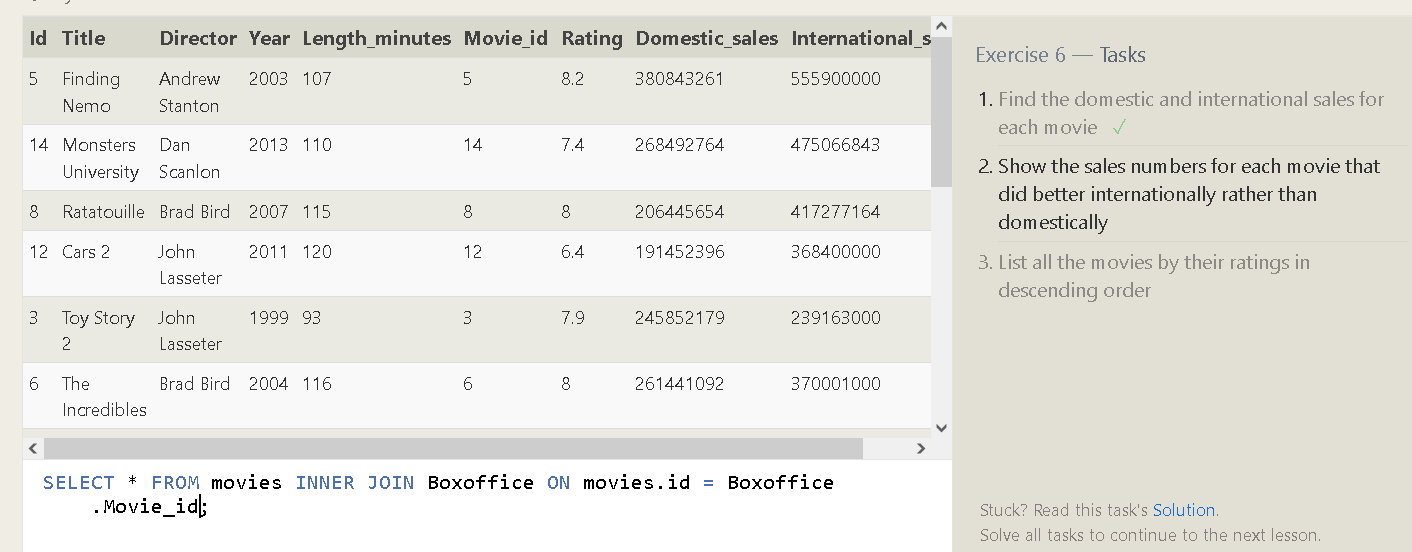 Id Title Director Year Length_minutes Movie_id Rating Domestic_sales International_s
5 Finding Nemo Andrew Stanton 2003 107 5 8.2 380843261 555900000
14 Monsters University Dan Scanlon 2013 110 14 7.4 268492764 475066843
8 Ratatouille Brad Bird 2007 115 8 8 206445654 417277164
12 Cars 2 John Lasseter 2011 120 12 6.4 191452396 368400000
3 Toy Story 2 John Lasseter 1999 93 3 7.9 245852179 239163000
6 The Incredibles Brad Bird 2004 116 6 8 261441092 370001000
SELECT * FROM movies INNER JOIN Boxoffice ON movies.id = Boxoffice
.Movie_id;
Exercise 6 — Tasks
1. Find the domestic and international sales for
each movie ✓
2. Show the sales numbers for each movie that
did better internationally rather than
domestically
3. List all the movies by their ratings in
descending order
Stuck? Read this task's Solution.
Solve all tasks to continue to the next lesson.